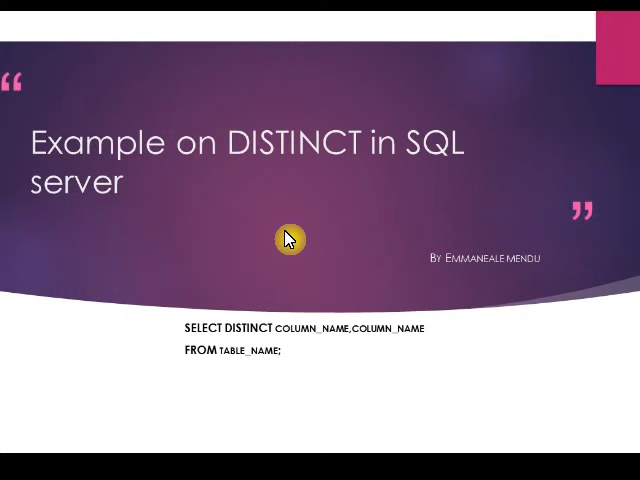 “
Example on DISTINCT in SQL
server
”
By Emmaneale mendu
SELECT DISTINCT COLUMN_NAME,COLUMN_NAME
FROM TABLE_NAME;